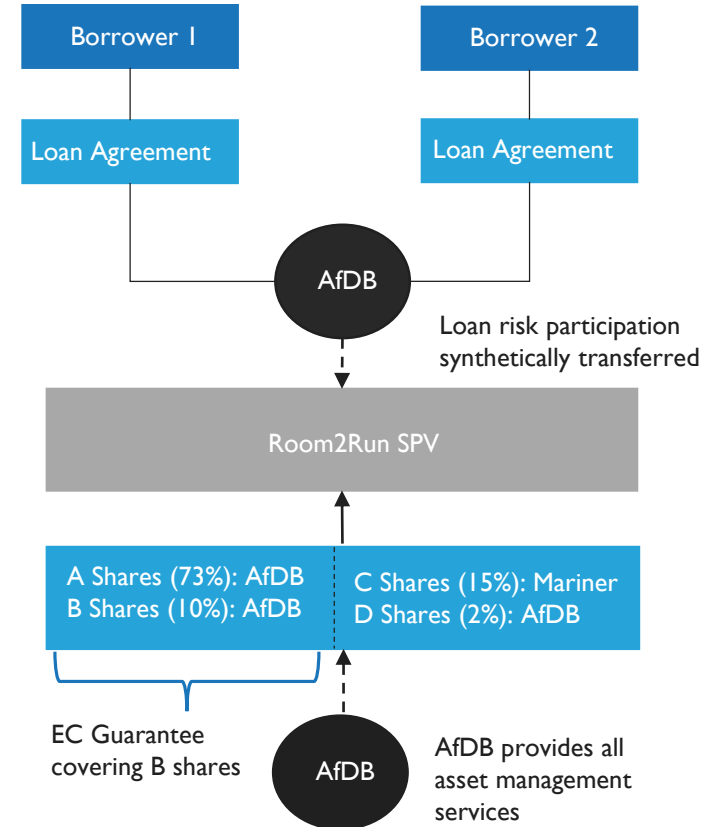 Borrower 1
Borrower 2
Loan Agreement
Loan Agreement
AfDB
Loan risk participation
synthetically transferred
Room2Run SPV
A Shares (73%): AfDB
B Shares (10%): AfDB
C Shares (15%): Mariner
D Shares (2%): AfDB
EC Guarantee
covering B shares
AfDB
AfDB provides all
asset management
services